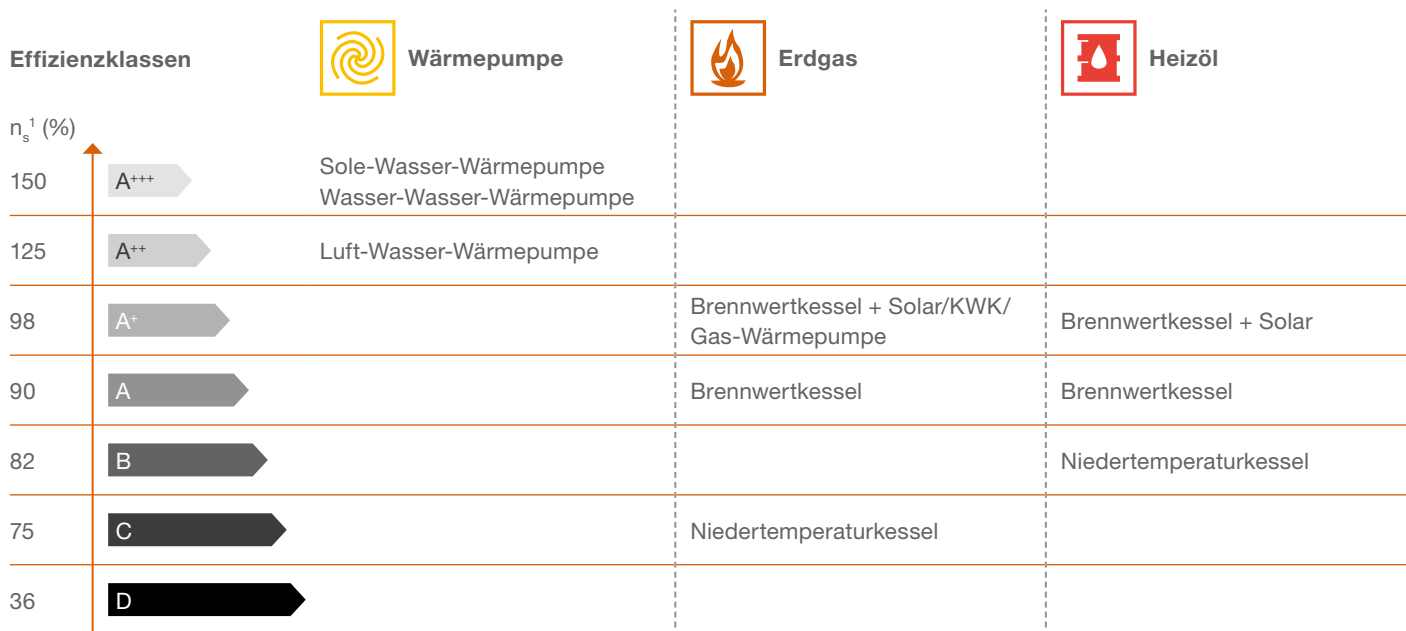 Effizienzklassen Wärmepumpe Erdgas Heizöl
nₛ¹ (%)
150 A⁺⁺⁺ Sole-Wasser-Wärmepumpe
Wasser-Wasser-Wärmepumpe
125 A⁺⁺ Luft-Wasser-Wärmepumpe
98 A⁺ Brennwertkessel + Solar/KWK/ Brennwertkessel + Solar
Gas-Wärmepumpe
90 A Brennwertkessel Brennwertkessel
82 B Niedertemperaturkessel
75 C Niedertemperaturkessel
36 D